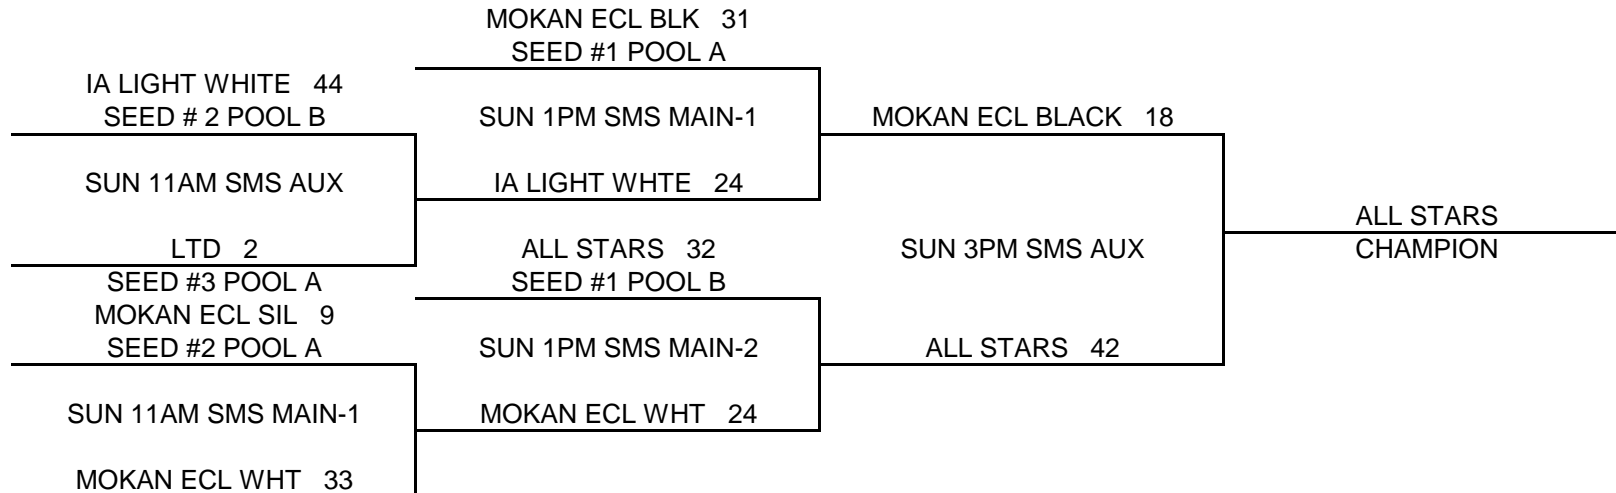 MOKAN ECL BLK 31
SEED #1 POOL A
IA LIGHT WHITE 44
SEED # 2 POOL B
SUN 1PM SMS MAIN-1
MOKAN ECL BLACK 18
SUN 11AM SMS AUX
IA LIGHT WHTE 24
ALL STARS
LTD 2
ALL STARS 32
SUN 3PM SMS AUX
CHAMPION
SEED #3 POOL A
SEED #1 POOL B
MOKAN ECL SIL 9
SEED #2 POOL A
SUN 1PM SMS MAIN-2
ALL STARS 42
SUN 11AM SMS MAIN-1
MOKAN ECL WHT 24
MOKAN ECL WHT 33